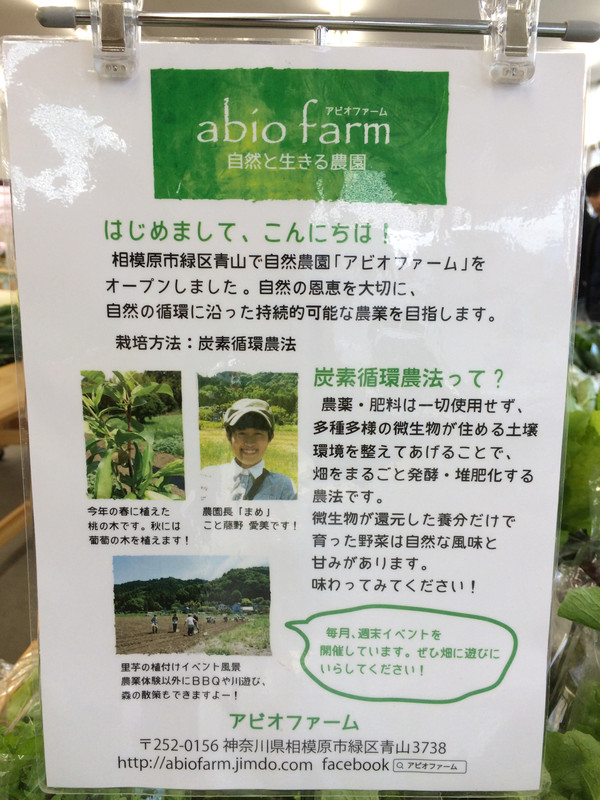 アビオファーム
abio farm
自然と生きる農園
はじめまして、こんにちは！
相模原市緑区青山で自然農園「アビオファーム」を
オープンしました。自然の恩恵を大切に、
自然の循環に沿った持続的可能な農業を目指します。
栽培方法：炭素循環農法
炭素循環農法って？
農薬・肥料は一切使用せず、
多種多様の微生物が住める土壌
環境を整えてあげることで、
畑をまるごと発酵・堆肥化する
農法です。
微生物が還元した養分だけで
育った野菜は自然な風味と
甘みがあります。
味わってみてください！
今年の春に植えた
桃の木です。秋には
葡萄の木を植えます！
農園長「まめ」
こと藤野 愛美です！
里芋の植付けイベント風景
農業体験以外にＢＢＱや川遊び、
森の散策もできますよー！
毎月、週末イベントを
開催しています。ぜひ畑に遊びに
いらしてください！
アビオファーム
〒252-0156 神奈川県相模原市緑区青山3738
http://abiofarm.jimdo.com facebook アビオファーム